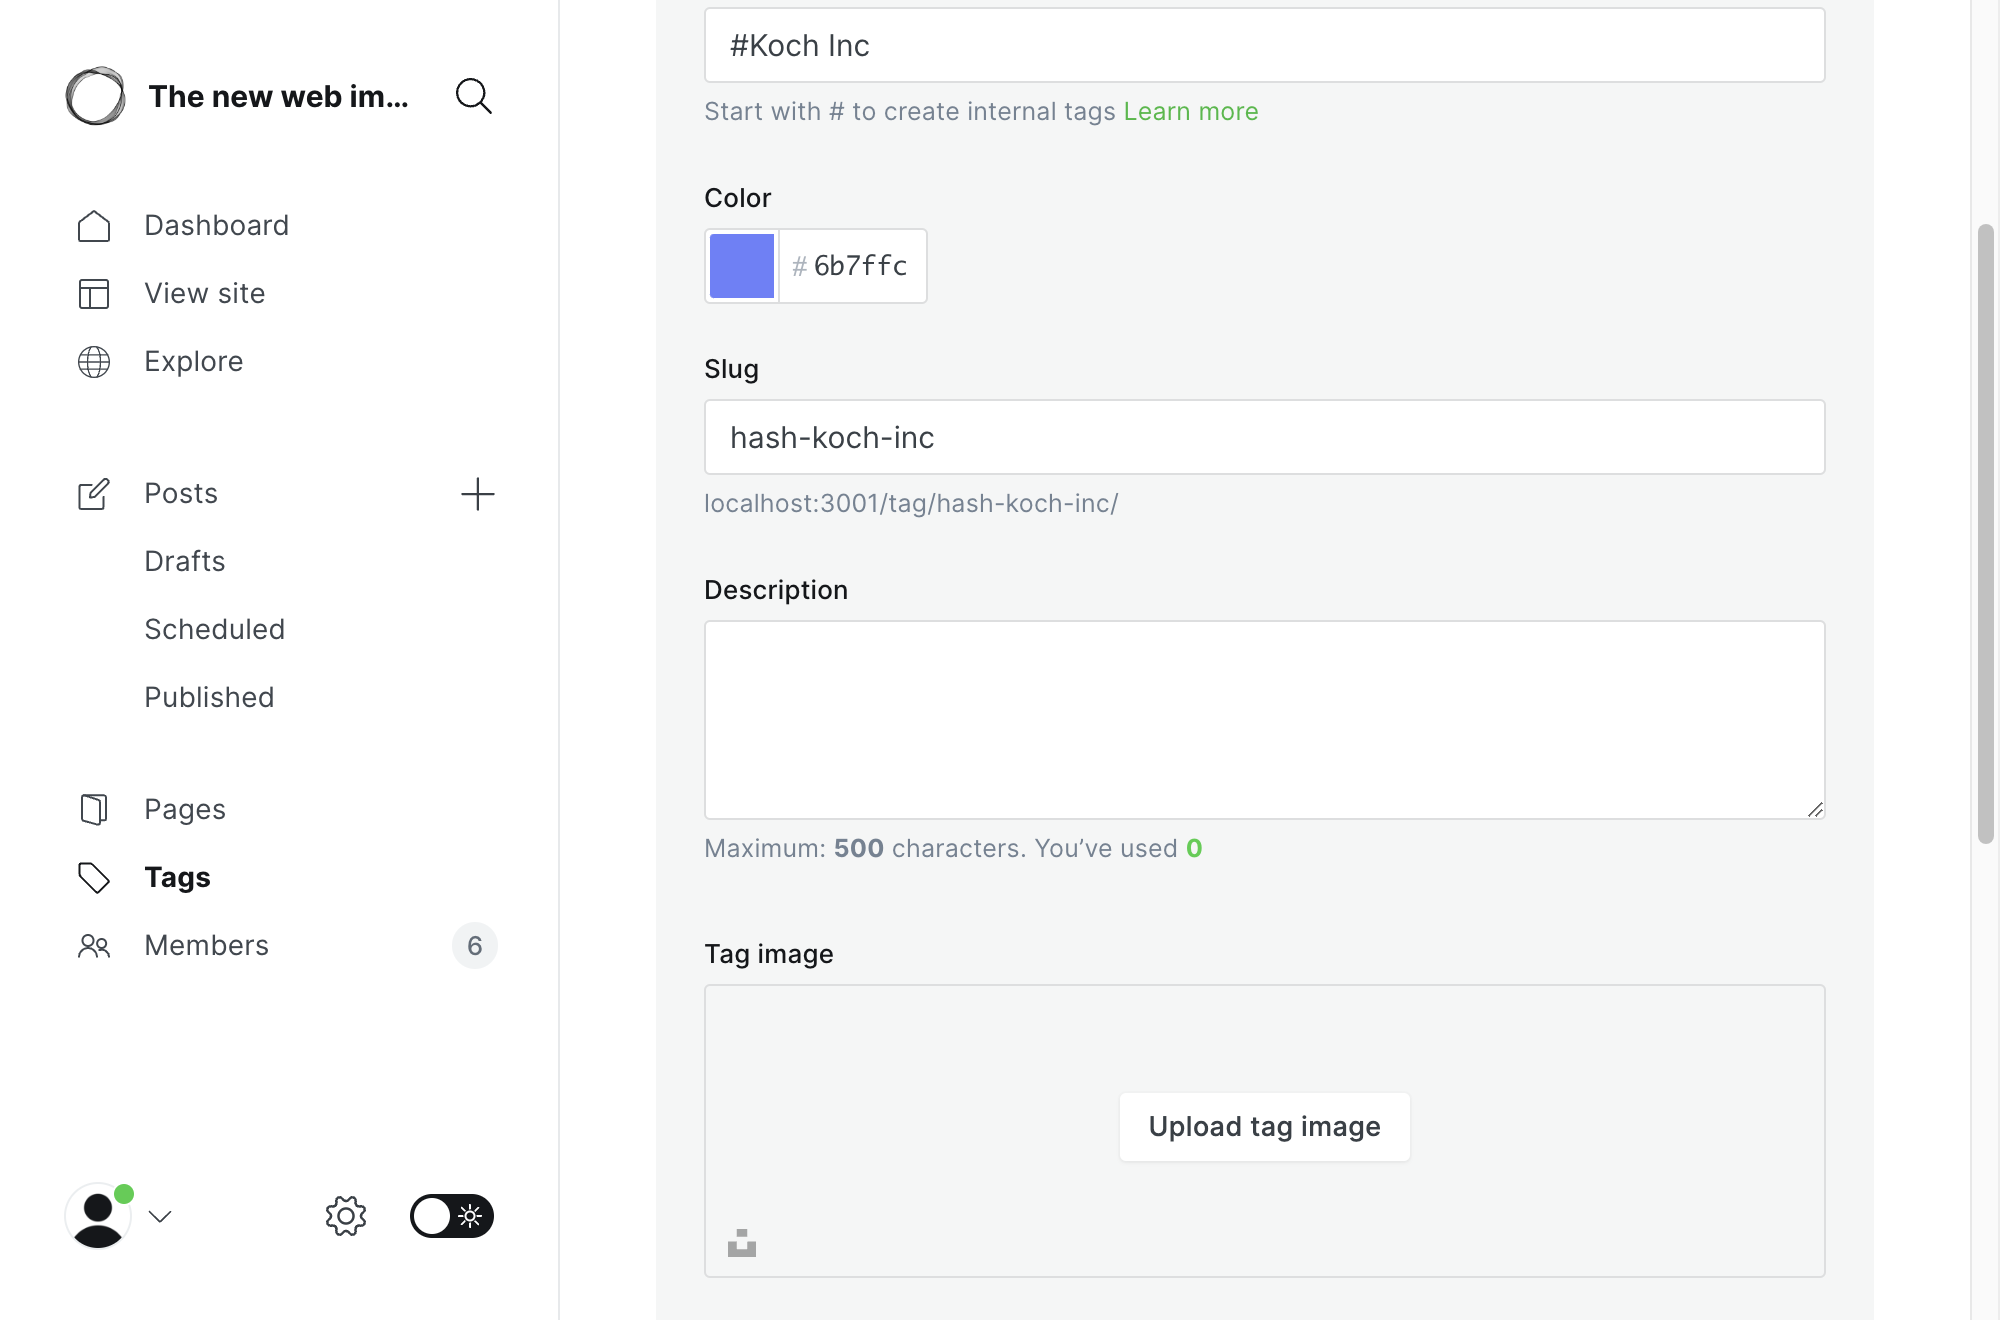 The new web im...
Dashboard
View site
Explore
Posts
Drafts
Scheduled
Published
Pages
Tags
Members
6
#Koch Inc
Start with # to create internal tags Learn more
Color
# 6b7ffc
Slug
hash-koch-inc
localhost:3001/tag/hash-koch-inc/
Description
Maximum: 500 characters. You’ve used 0
Tag image
Upload tag image